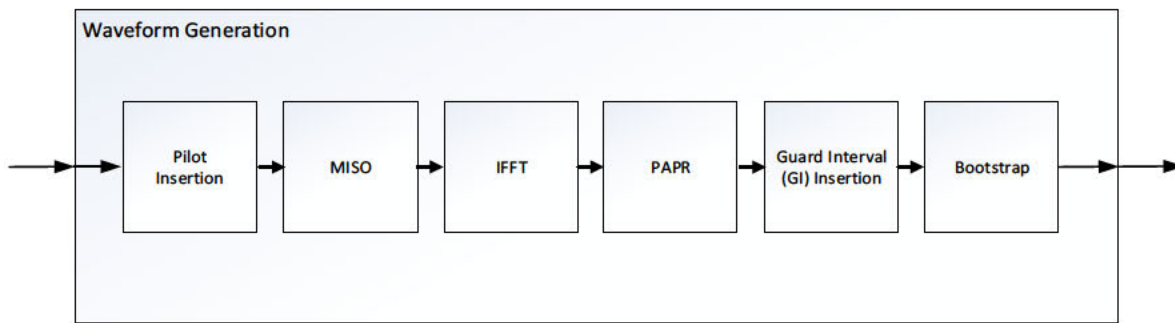 Waveform Generation
Pilot
Insertion
MISO
IFFT
PAPR
Guard Interval
(GI) Insertion
Bootstrap